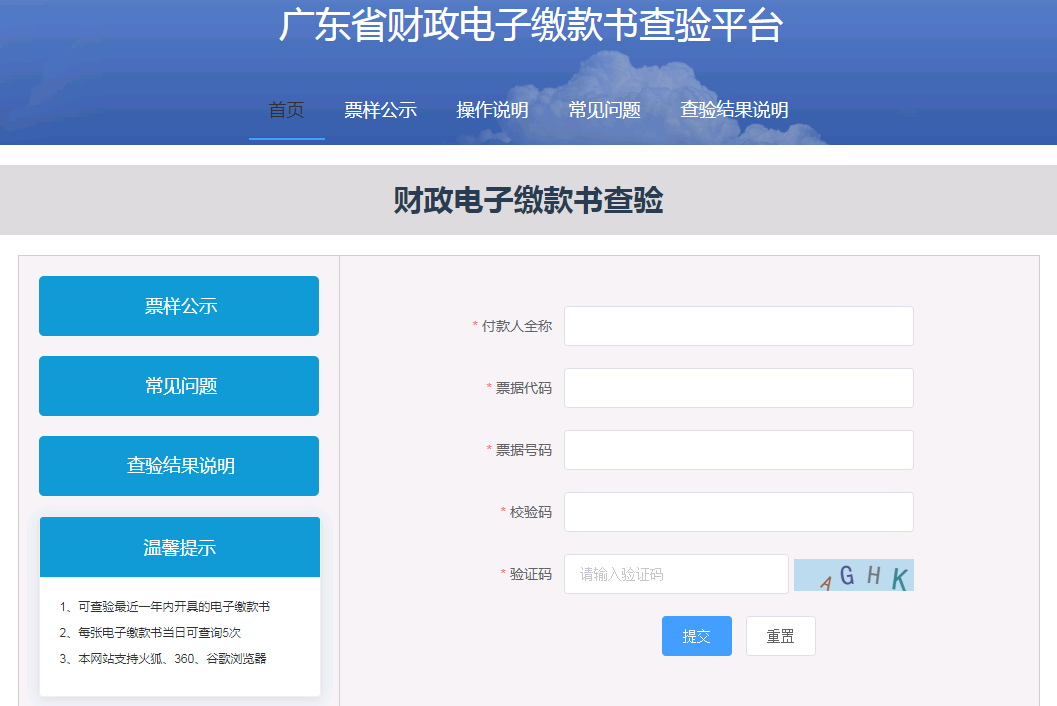 广东省财政电子缴款书查验平台
首页 票样公示 操作说明 常见问题 查验结果说明
财政电子缴款书查验
票样公示
常见问题
查验结果说明
温馨提示
1、可查验最近一年内开具的电子缴款书
2、每张电子缴款书当日可查询5次
3、本网站支持火狐、360、谷歌浏览器
* 付款人全称
* 票据代码
* 票据号码
* 校验码
* 验证码 请输入验证码 AGHK
提交 重置